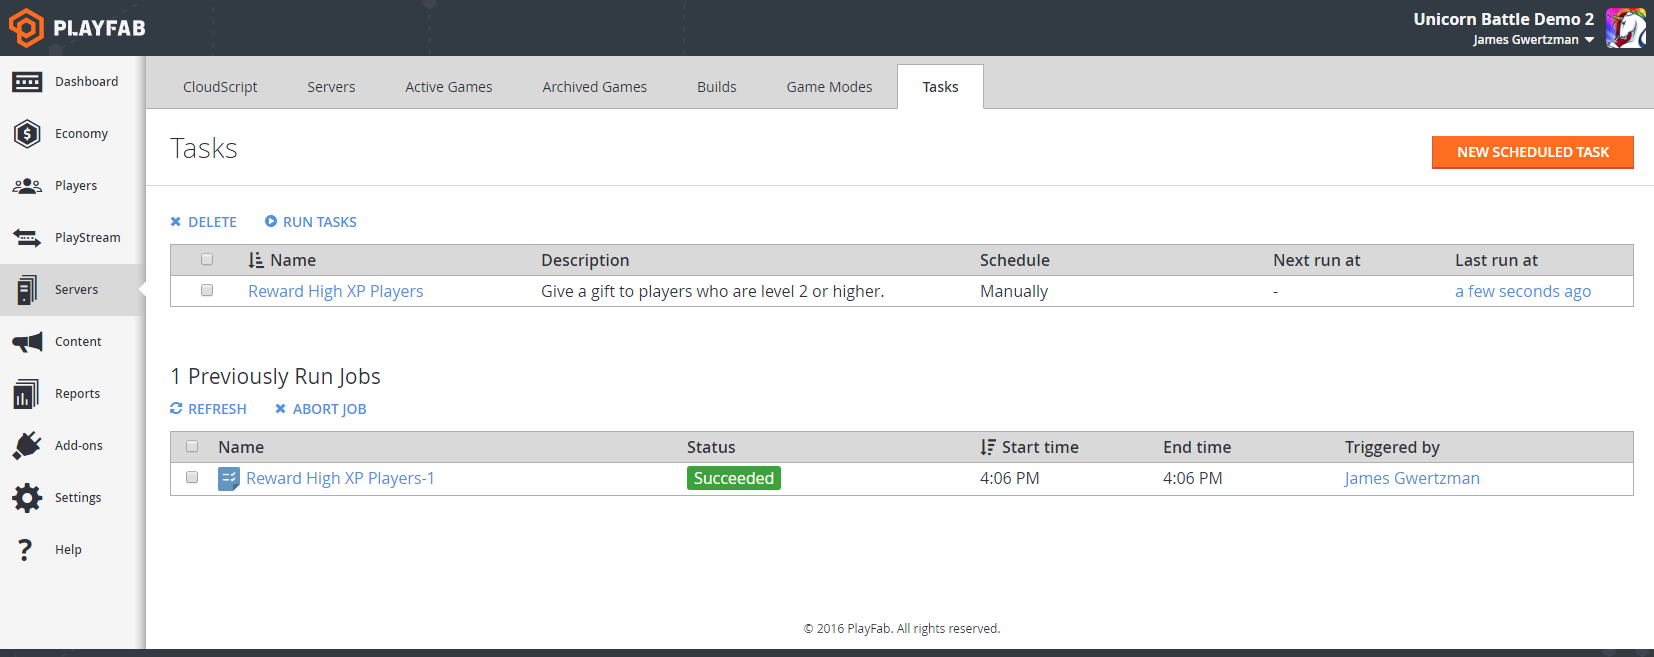 PLAYFAB
Unicorn Battle Demo 2
James Gwertzman
Dashboard
Economy
Players
PlayStream
Servers
Content
Reports
Add-ons
Settings
Help
CloudScript Servers Active Games Archived Games Builds Game Modes Tasks
Tasks
NEW SCHEDULED TASK
DELETE RUN TASKS
Name Description Schedule Next run at Last run at
Reward High XP Players Give a gift to players who are level 2 or higher. Manually - a few seconds ago
1 Previously Run Jobs
REFRESH ABORT JOB
Name Status Start time End time Triggered by
Reward High XP Players-1 Succeeded 4:06 PM 4:06 PM James Gwertzman
© 2016 PlayFab. All rights reserved.